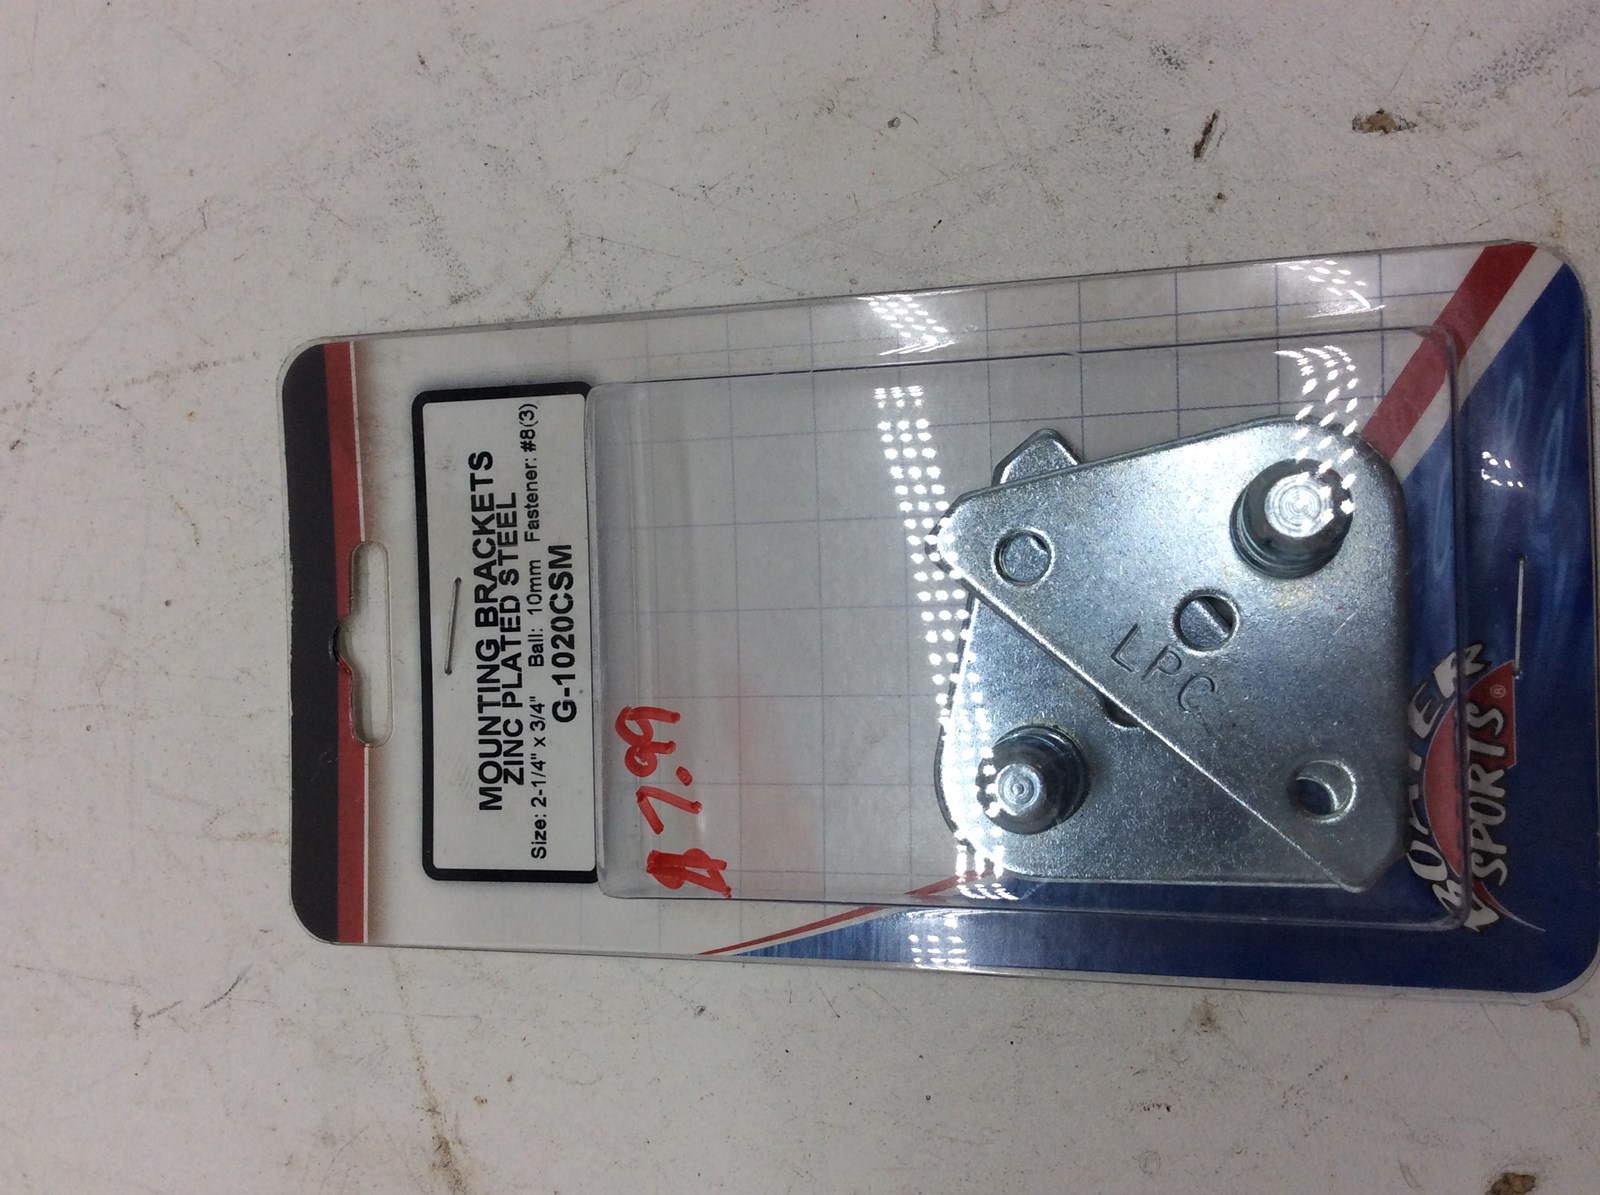 MOUNTING BRACKETS
ZINC PLATED STEEL
Size: 2-1/4" x 3/4" Ball: 10mm Fastener: #8(3)
G-1020CSM
$ 7.99
LPC
BOATER
SPORTS®